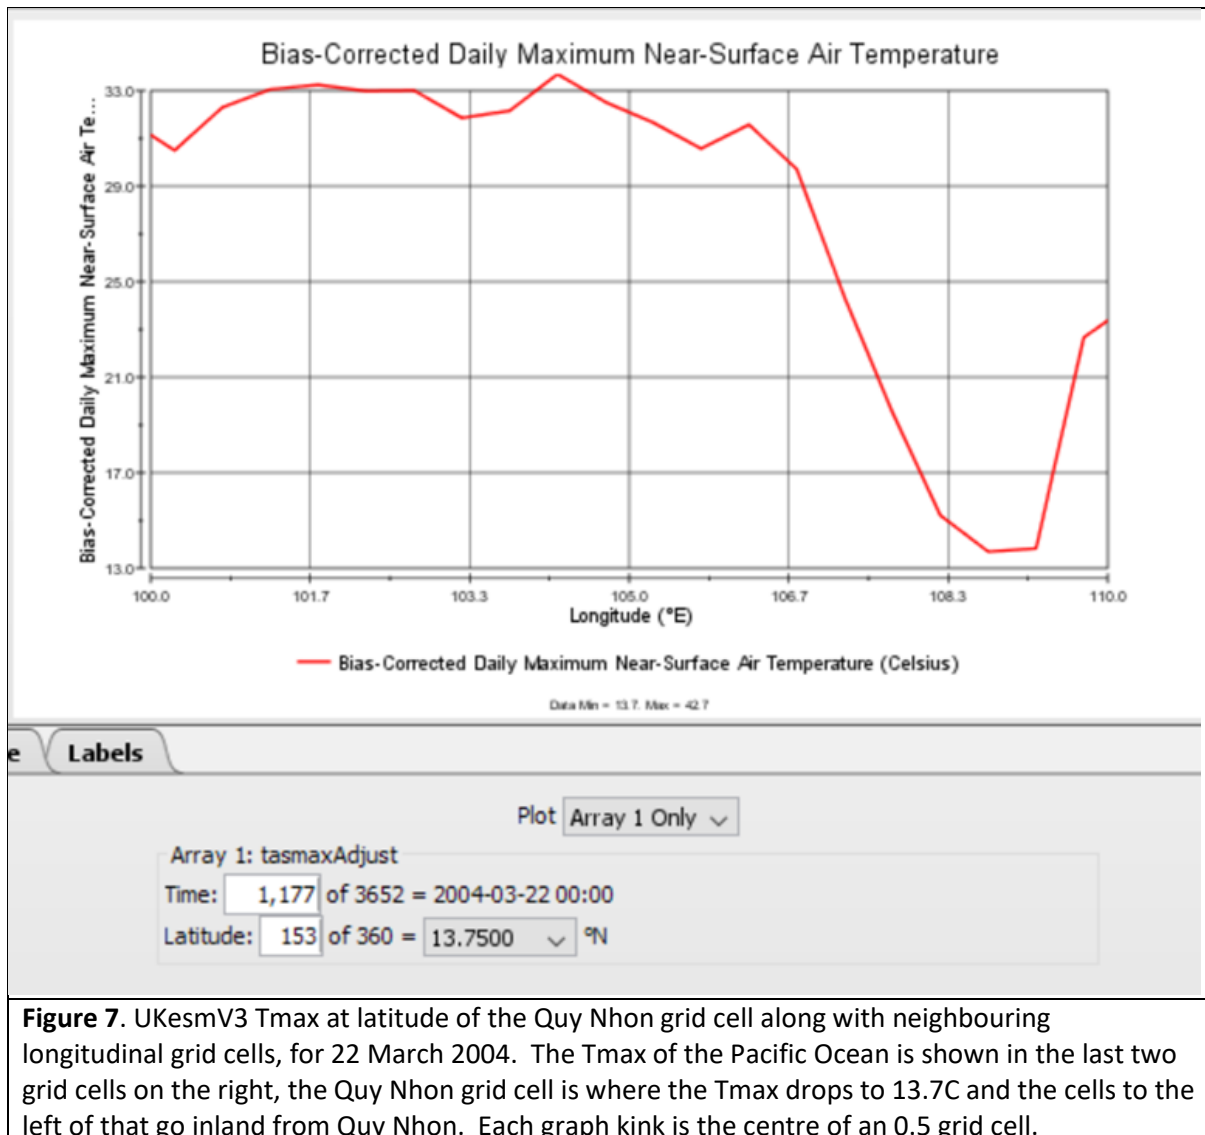 Bias-Corrected Daily Maximum Near-Surface Air Temperature
Bias-Corrected Daily Maximum Near-Surface Air Te...
33.0
29.0
25.0
21.0
17.0
13.0
100.0 101.7 103.3 105.0 106.7 108.3 110.0
Longitude (°E)
Bias-Corrected Daily Maximum Near-Surface Air Temperature (Celsius)
Data Min = 13.7, Max = 42.7
e Labels
Plot Array 1 Only
Array 1: tasmaxAdjust
Time: 1,177 of 3652 = 2004-03-22 00:00
Latitude: 153 of 360 = 13.7500 °N
Figure 7. UKesmV3 Tmax at latitude of the Quy Nhon grid cell along with neighbouring
longitudinal grid cells, for 22 March 2004. The Tmax of the Pacific Ocean is shown in the last two
grid cells on the right, the Quy Nhon grid cell is where the Tmax drops to 13.7C and the cells to the
left of that go inland from Quy Nhon. Each graph kink is the centre of an 0.5 grid cell.